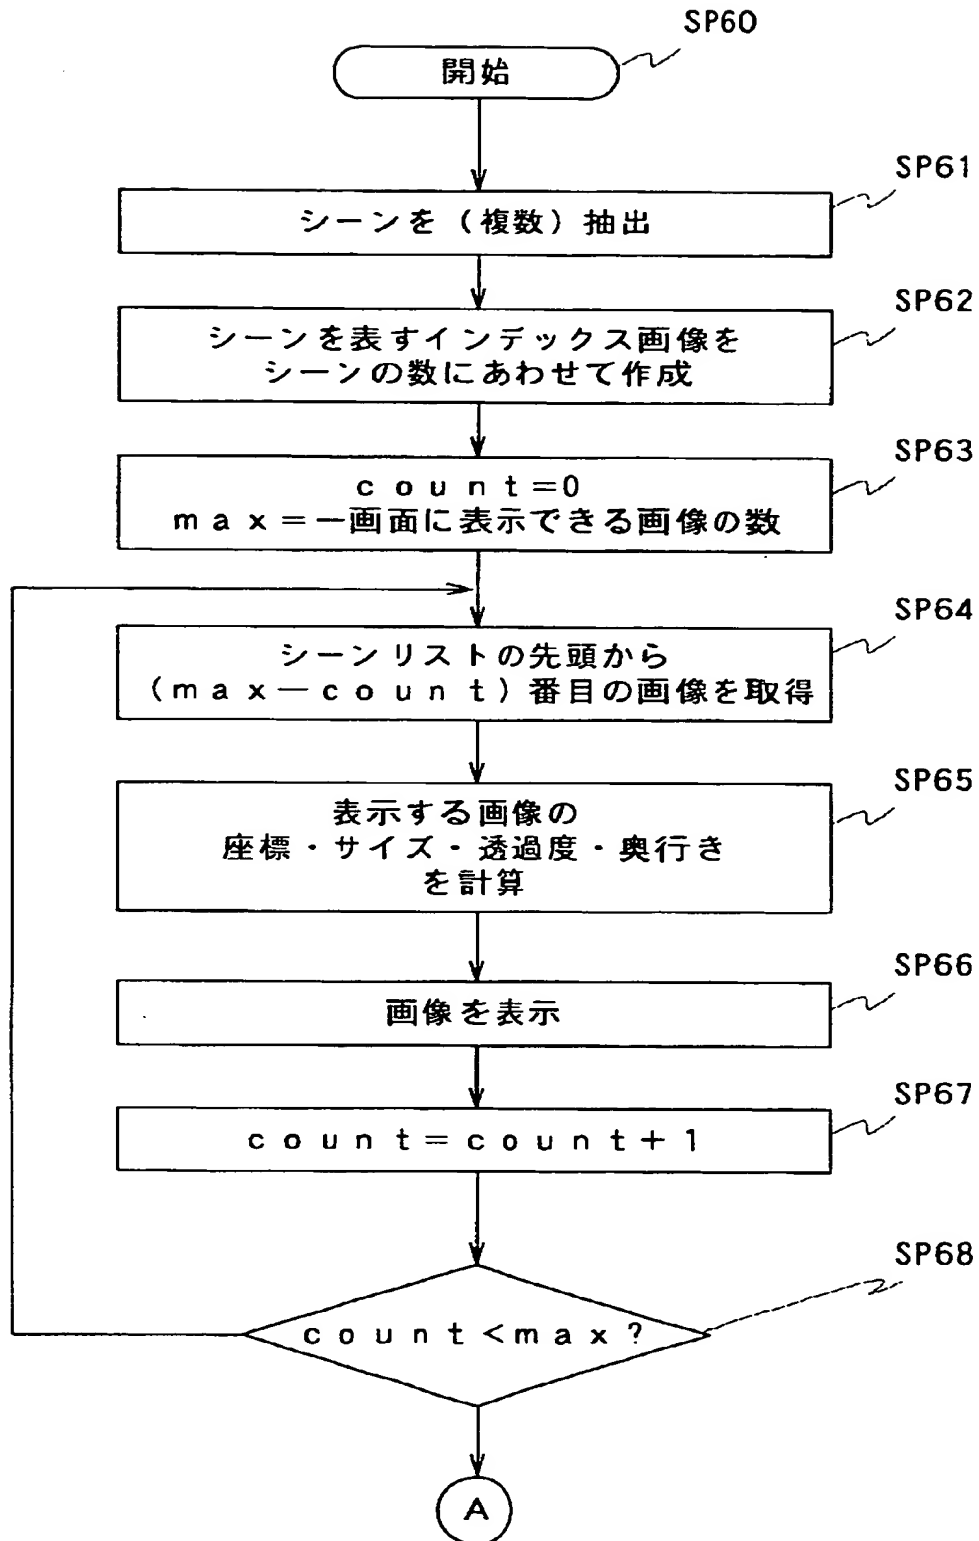 SP60
開始
SP61
シーンを(複数)抽出
SP62
シーンを表すインデックス画像を
シーンの数にあわせて作成
SP63
count=0
max=一画面に表示できる画像の数
SP64
シーンリストの先頭から
(max-count)番目の画像を取得
SP65
表示する画像の
座標・サイズ・透過度・奥行き
を計算
SP66
画像を表示
SP67
count=count+1
SP68
count<max?
A